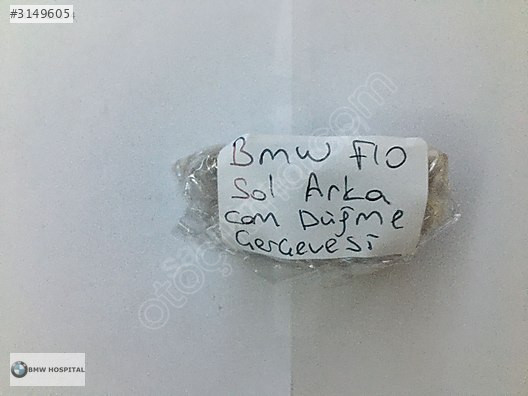 #3149605
BMW F10
Sol Arka
Cam Düğme
Çerçevesi
BMW HOSPITAL